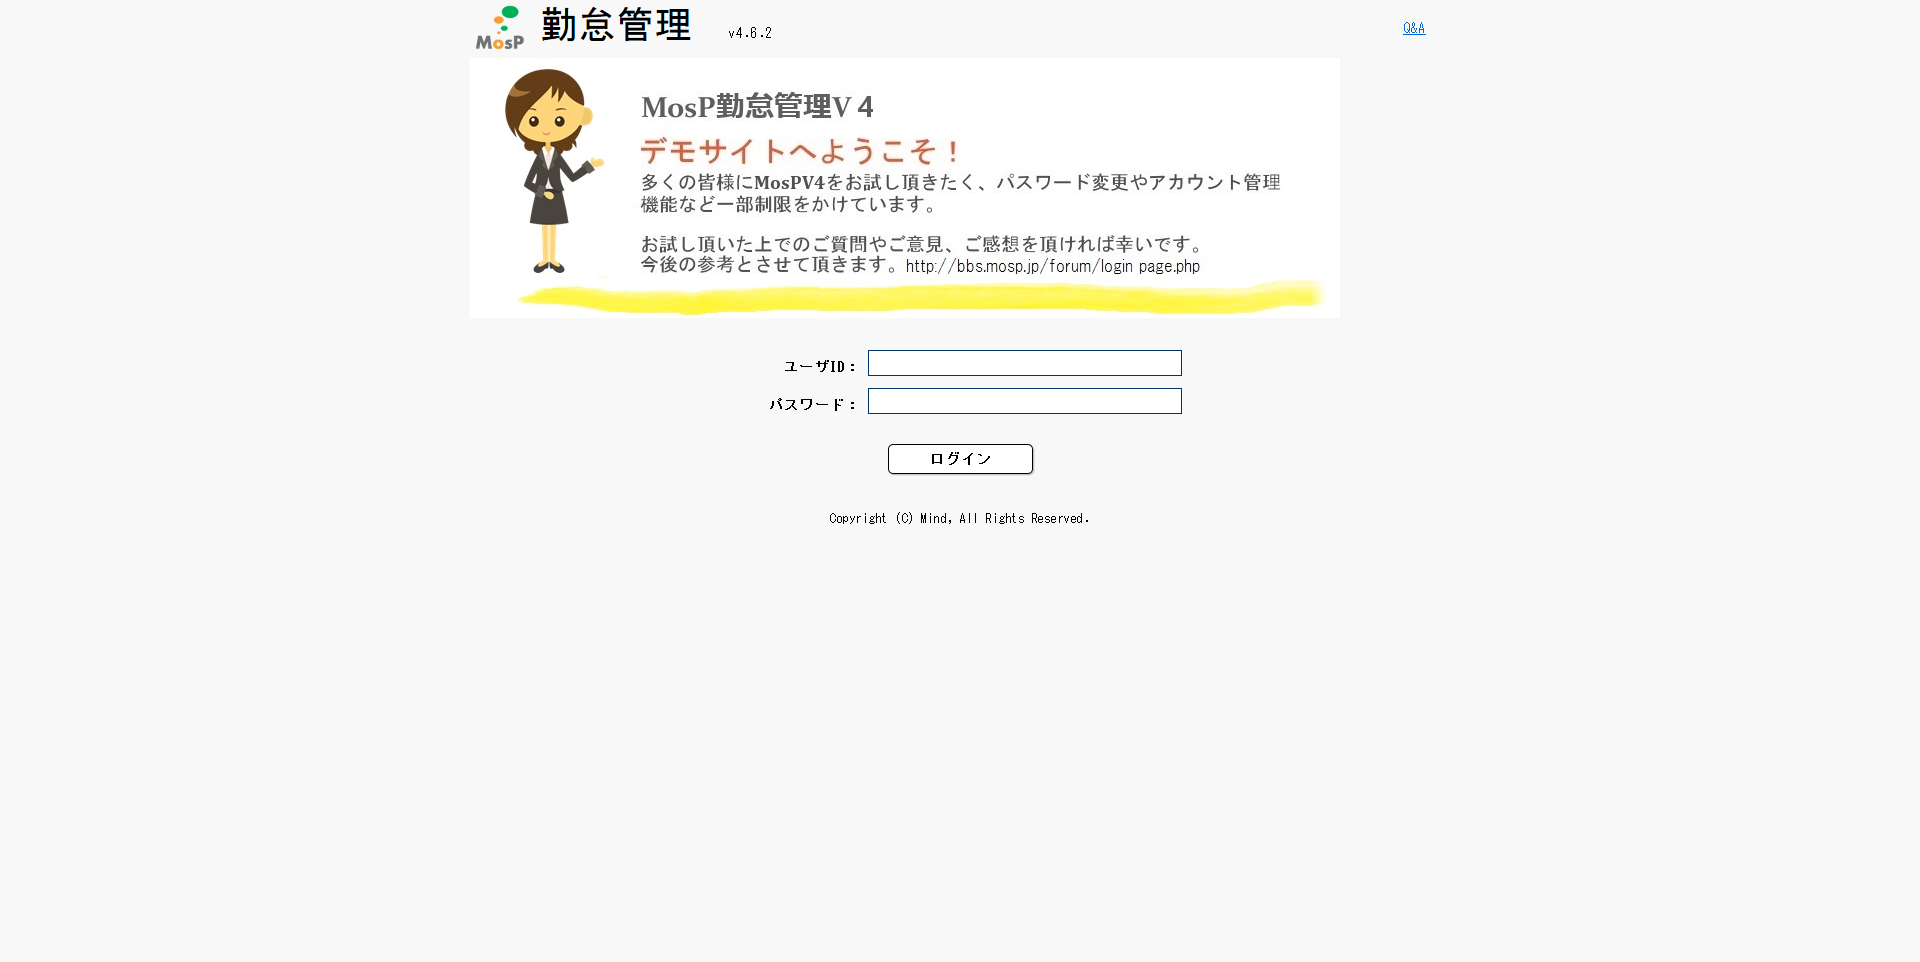 MosP 勤怠管理 v4.6.2 Q&A
MosP勤怠管理V４
デモサイトへようこそ！
多くの皆様にMosPV4をお試し頂きたく、パスワード変更やアカウント管理
機能など一部制限をかけています。
お試し頂いた上でのご質問やご意見、ご感想を頂ければ幸いです。
今後の参考とさせて頂きます。http://bbs.mosp.jp/forum/login page.php
ユーザID：
パスワード：
ログイン
Copyright (C) Mind, All Rights Reserved.